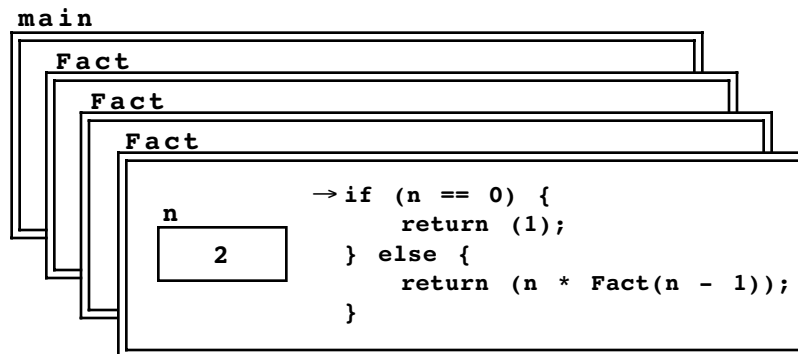 main
Fact
Fact
Fact
→ if (n == 0) {
n
return (1);
2
} else {
return (n * Fact(n - 1));
}